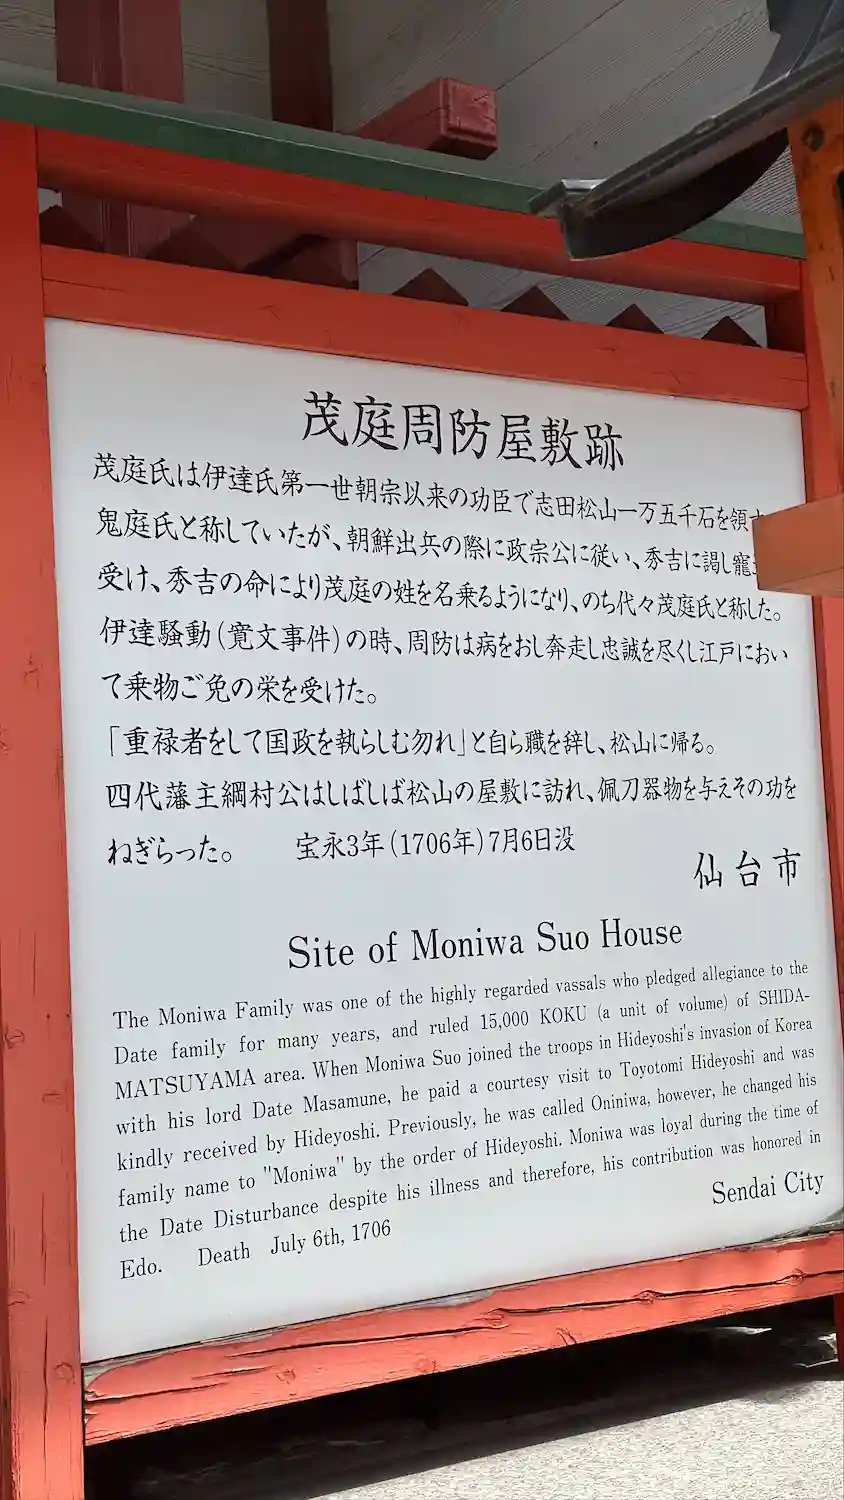 茂庭周防屋敷跡
茂庭氏は伊達氏第一世朝宗以来の功臣で志田松山一万五千石を領
鬼庭氏と称していたが、朝鮮出兵の際に政宗公に従い、秀吉に謁し寵
受け、秀吉の命により茂庭の姓を名乗るようになり、のち代々茂庭氏と称した。
伊達騒動(寛文事件)の時、周防は病をおし奔走し忠誠を尽くし江戸におい
て乗物ご免の栄を受けた。
「重禄者をして国政を執らしむ勿れ」と自ら職を辞し、松山に帰る。
四代藩主綱村公はしばしば松山の屋敷に訪れ、佩刀器物を与えその功を
ねぎらった。 宝永3年(1706年)7月6日没
仙台市
Site of Moniwa Suo House
The Moniwa Family was one of the highly regarded vassals who pledged allegiance to the
Date family for many years, and ruled 15,000 KOKU (a unit of volume) of SHIDA-
MATSUYAMA area. When Moniwa Suo joined the troops in Hideyoshi's invasion of Korea
with his lord Date Masamune, he paid a courtesy visit to Toyotomi Hideyoshi and was
kindly received by Hideyoshi. Previously, he was called Oniniwa, however, he changed his
family name to "Moniwa" by the order of Hideyoshi. Moniwa was loyal during the time of
the Date Disturbance despite his illness and therefore, his contribution was honored in
Edo. Death July 6th, 1706
Sendai City